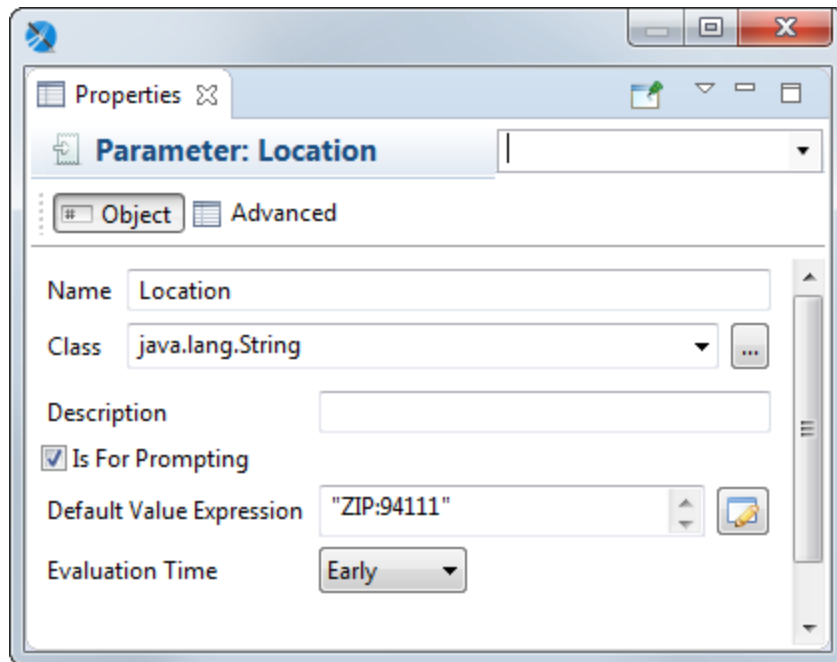 Properties
Parameter: Location
Object Advanced
Name Location
Class java.lang.String ...
Description
Is For Prompting
Default Value Expression "ZIP:94111"
Evaluation Time Early